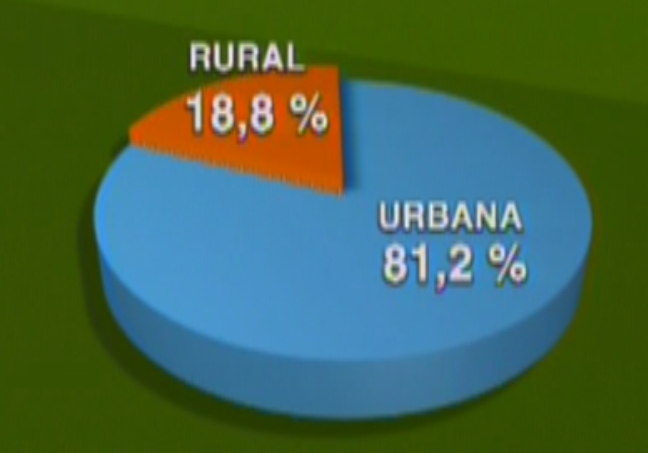 RURAL
18,8 %
URBANA
81,2 %